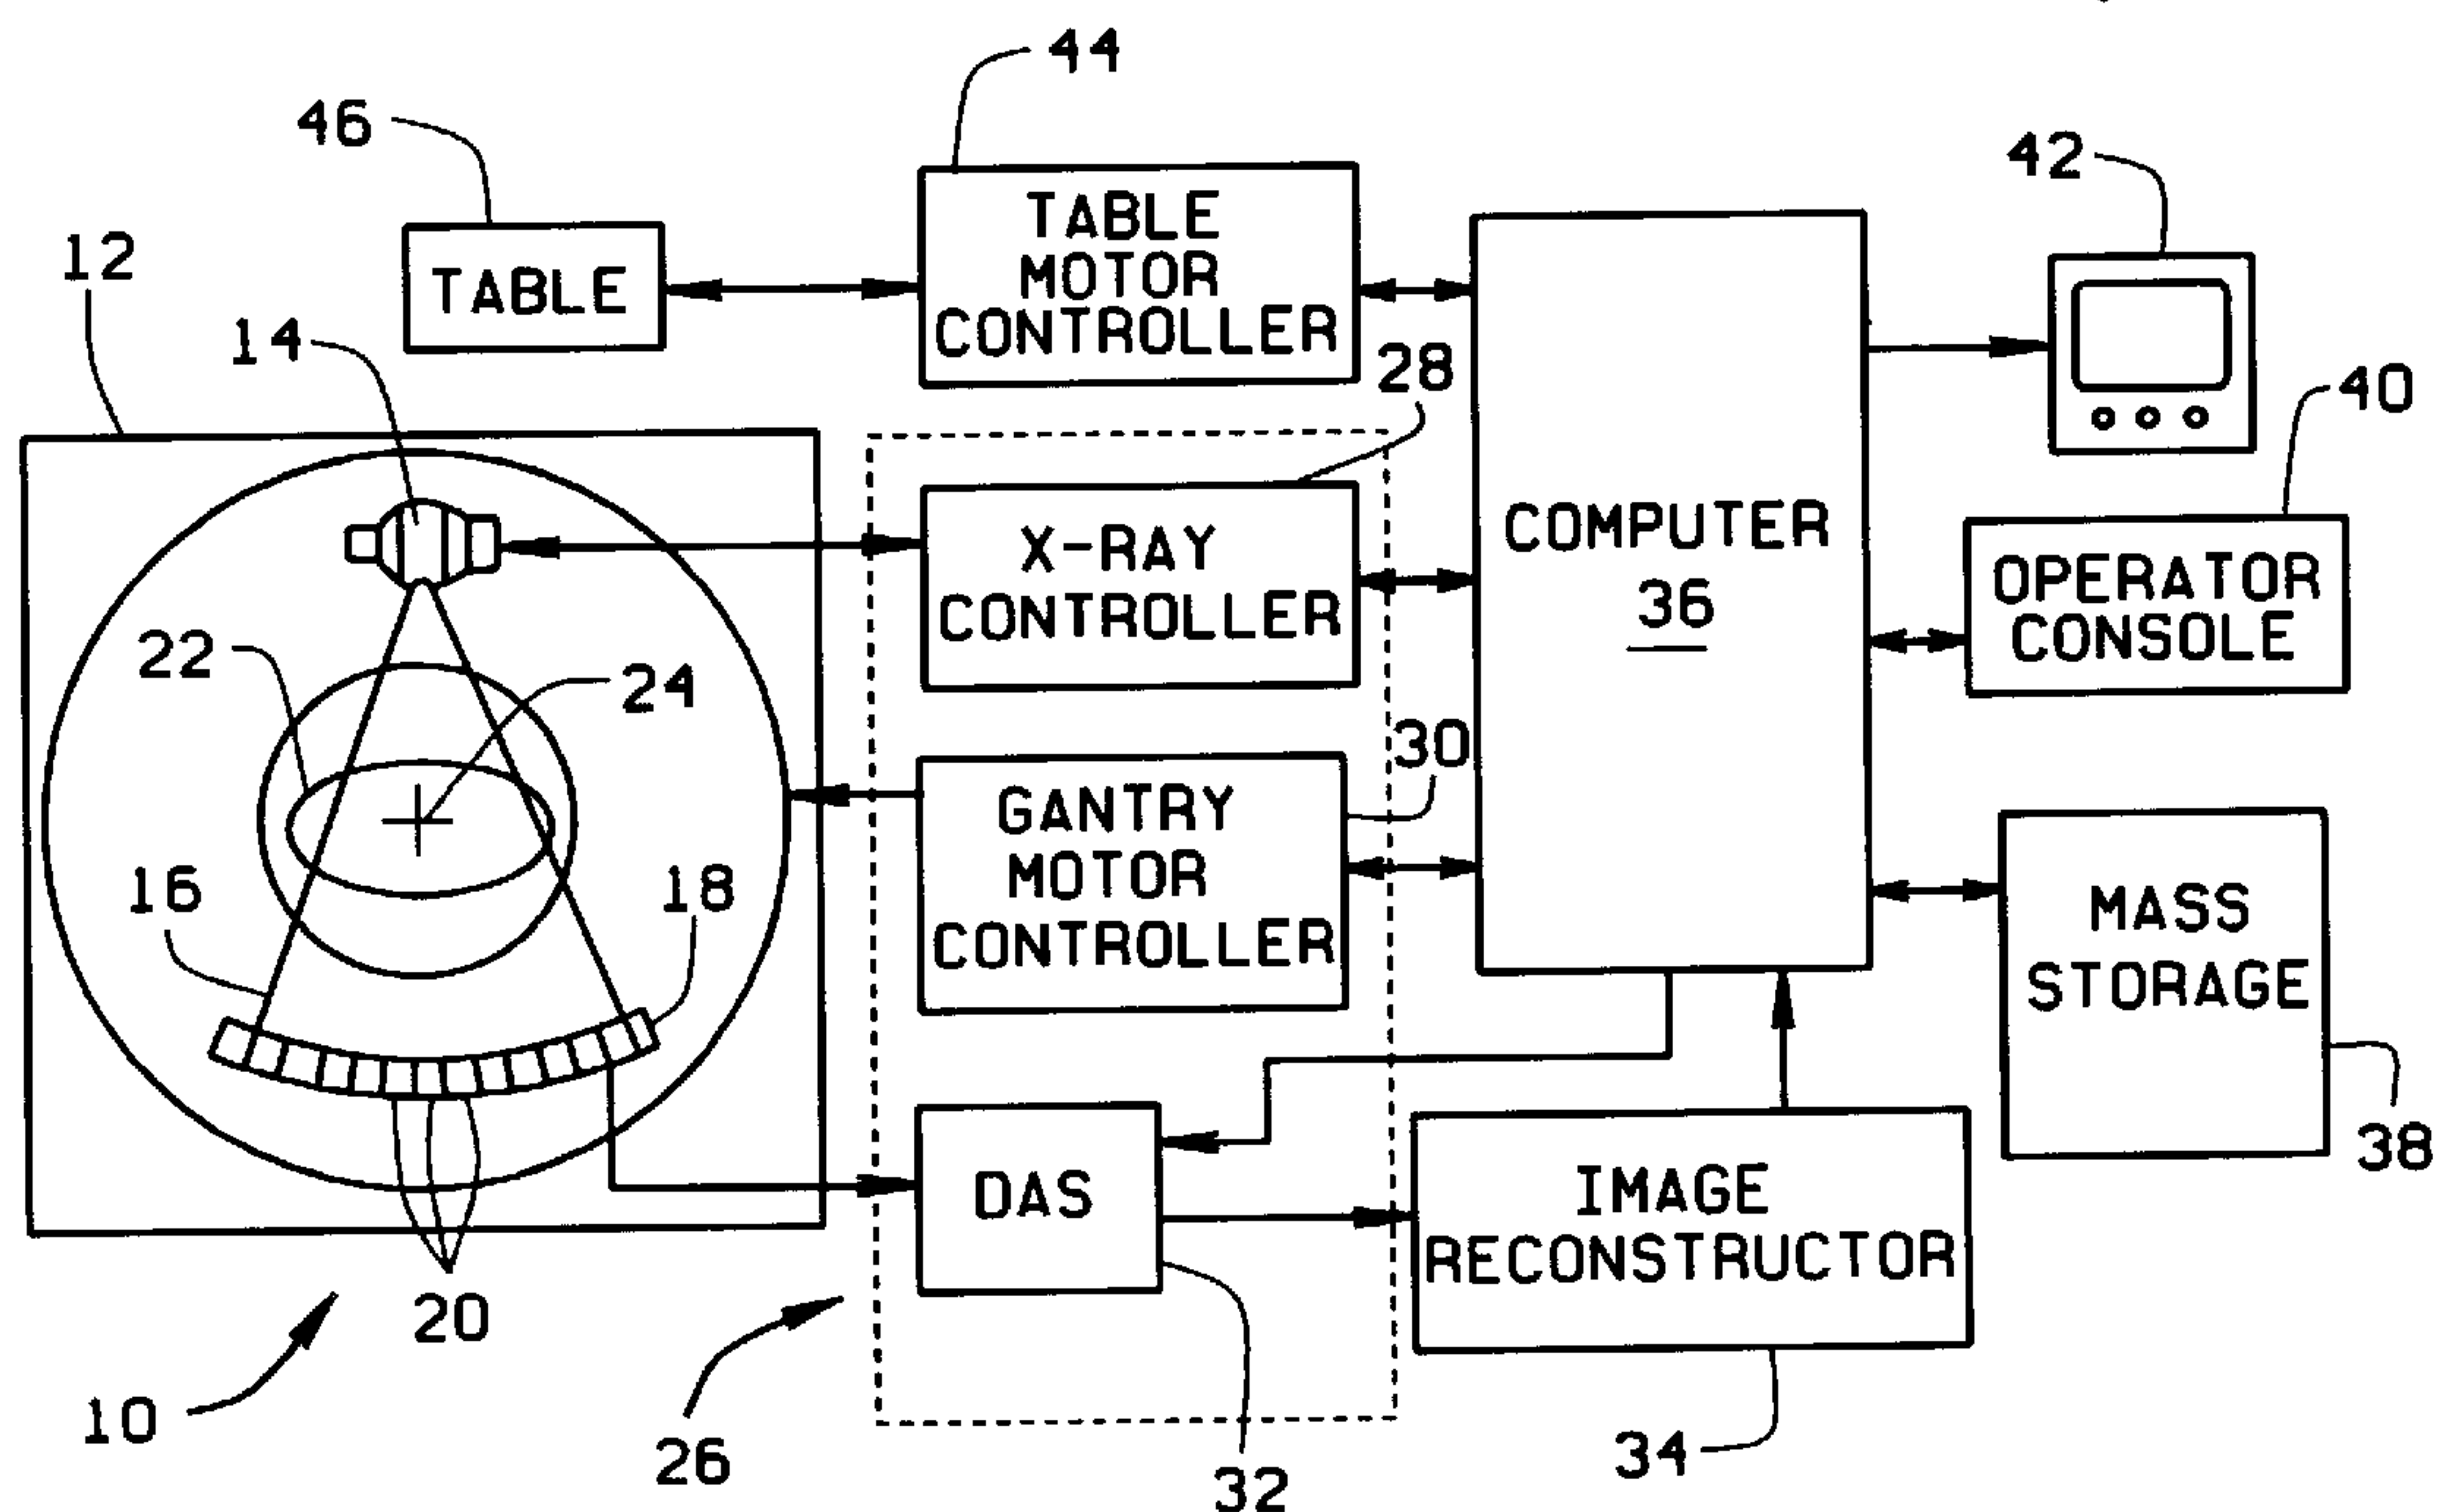 44
46
42
12
TABLE
MOTOR
CONTROLLER
TABLE
14
28
40
X-RAY
CONTROLLER
COMPUTER
36
OPERATOR
CONSOLE
22
24
30
GANTRY
MOTOR
CONTROLLER
16
18
MASS
STORAGE
38
DAS
IMAGE
RECONSTRUCTOR
20
10
26
32
34